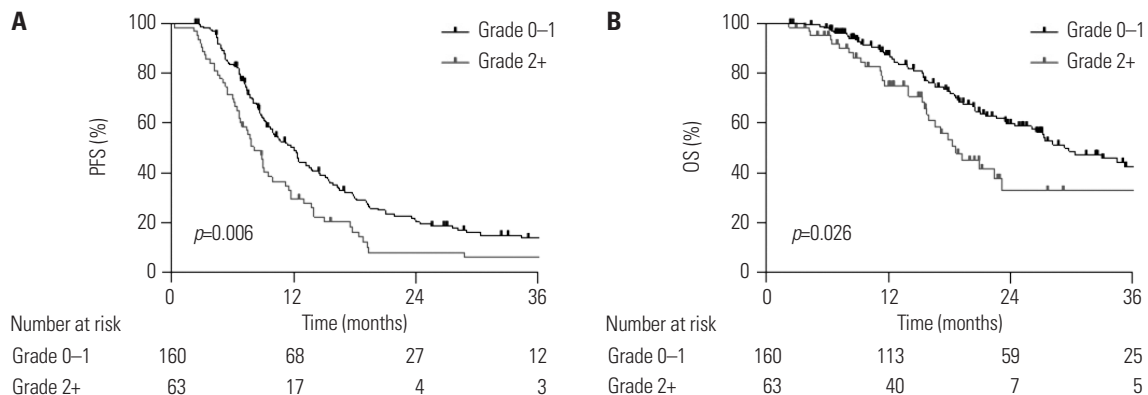 A
PFS (%)
100
80
60
40
20
0
Grade 0–1
Grade 2+
p=0.006
0 12 24 36
Number at risk Time (months)
Grade 0–1 160 68 27 12
Grade 2+ 63 17 4 3
B
OS (%)
100
80
60
40
20
0
Grade 0–1
Grade 2+
p=0.026
0 12 24 36
Number at risk Time (months)
Grade 0–1 160 113 59 25
Grade 2+ 63 40 7 5